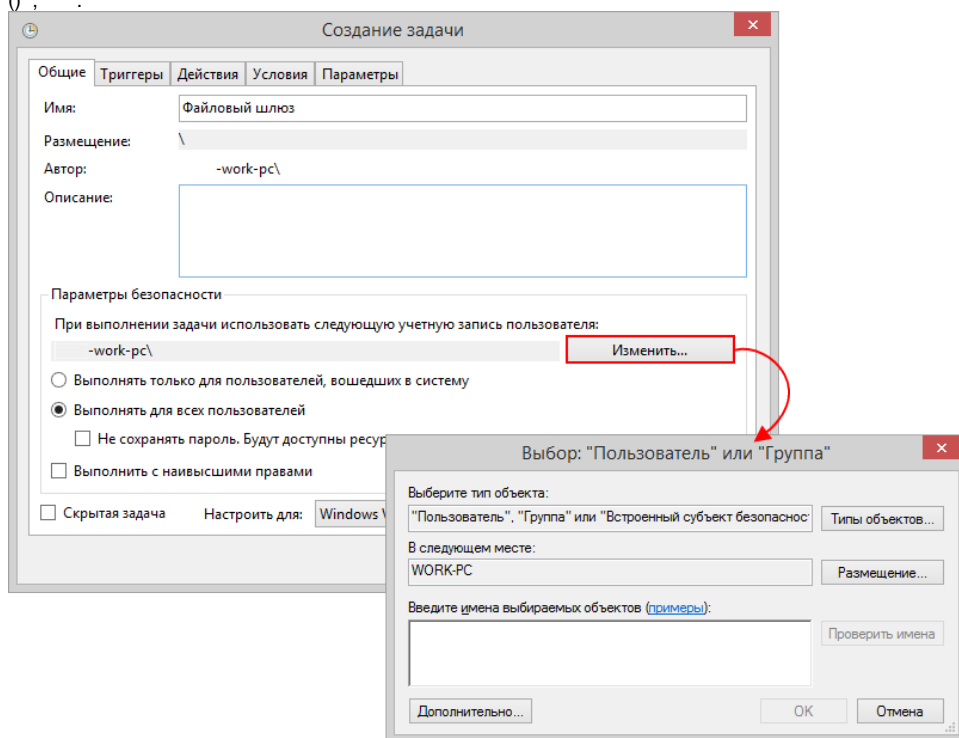 () , .
Создание задачи
Общие Триггеры Действия Условия Параметры
Имя: Файловый шлюз
Размещение: \
Автор: -work-pc\
Описание:
Параметры безопасности
При выполнении задачи использовать следующую учетную запись пользователя:
-work-pc\ Изменить...
Выполнять только для пользователей, вошедших в систему
Выполнять для всех пользователей
Не сохранять пароль. Будут доступны
Выполнить с наивысшими правами
Скрытая задача Настроить для: Windows
Выбор: "Пользователь" или "Группа"
Выберите тип объекта:
"Пользователь", "Группа" или "Встроенный субъект Типы объектов...
В следующем месте:
WORK-PC Размещение...
Введите имена выбираемых объектов (примеры):
Проверить имена
Дополнительно... OK Отмена